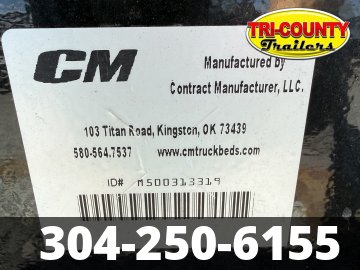 TRI-COUNTY
Trailers
CM
Manufactured by
Contract Manufacturer, LLC.
103 Titan Road, Kingston, OK 73439
580-564.7537 www.cmtruckbeds.com
ID# MS00313319
304-250-6155